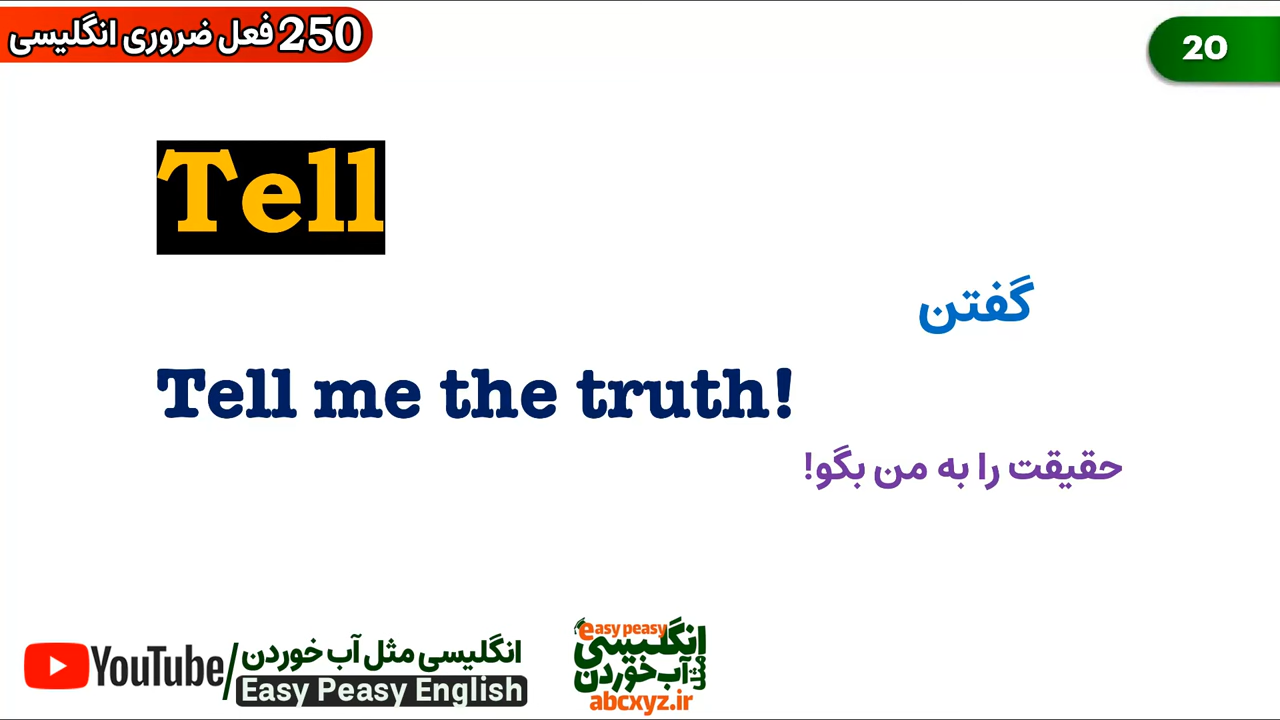 250 فعل ضروری انگلیسی
20
Tell
گفتن
Tell me the truth!
حقیقت را به من بگو!
YouTube/انگلیسی مثل آب خوردن
Easy Peasy English
easy peasy
انگلیسی
مثل آب خوردن
abcxyz.ir